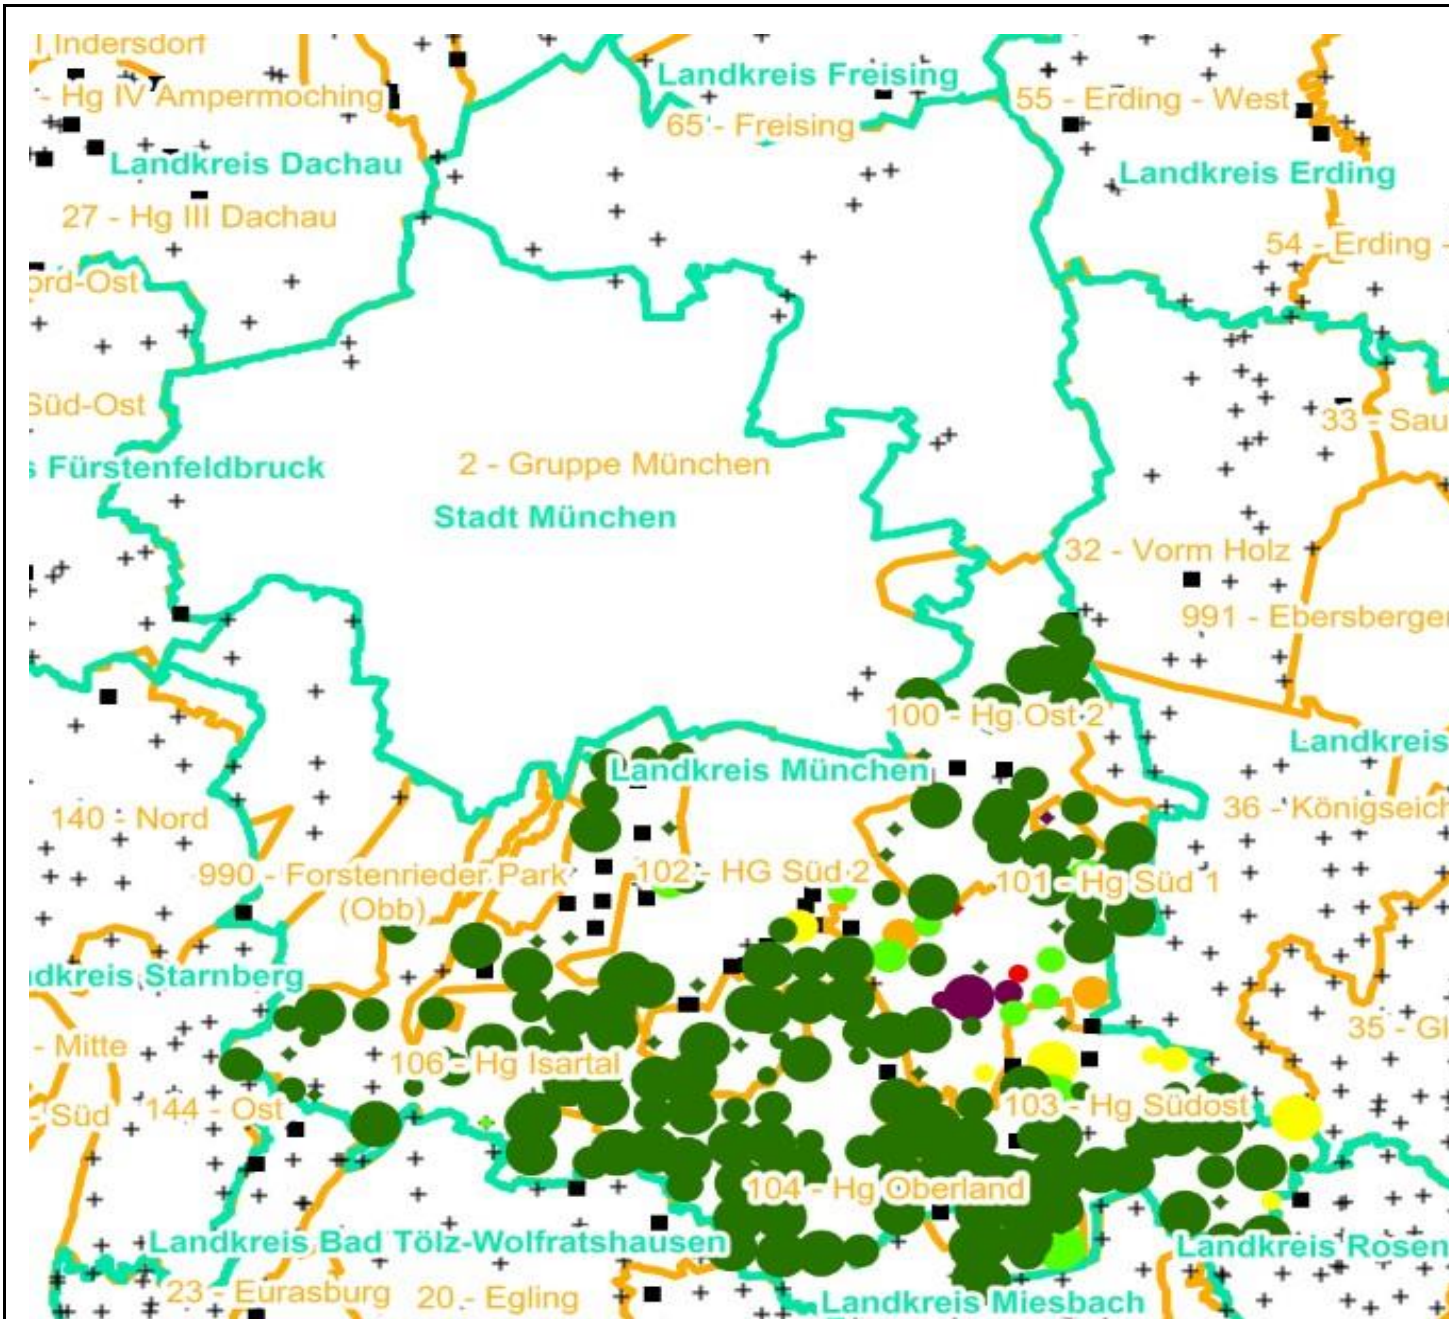 Indersdorf
- Hg IV Ampermoching
Landkreis Freising
65 - Freising
55 - Erding - West
Landkreis Dachau
Landkreis Erding
27 - Hg III Dachau
54 - Erding -
ord-Ost
Süd-Ost
33 - Sau
s Fürstenfeldbruck
2 - Gruppe München
Stadt München
32 - Vorm Holz
991 - Ebersberger
100 - Hg Ost 2
Landkreis
Landkreis München
36 - Königseich
140 - Nord
990 - Forstenrieder Park
(Obb)
102 - HG Süd 2
101 - Hg Süd 1
ndkreis Starnberg
35 - Gl
- Mitte
106 - Hg Isartal
- Süd
144 - Ost
103 - Hg Südost
104 - Hg Oberland
Landkreis Bad Tölz-Wolfratshausen
Landkreis Rosen
23 - Eurasburg
20 - Egling
Landkreis Miesbach